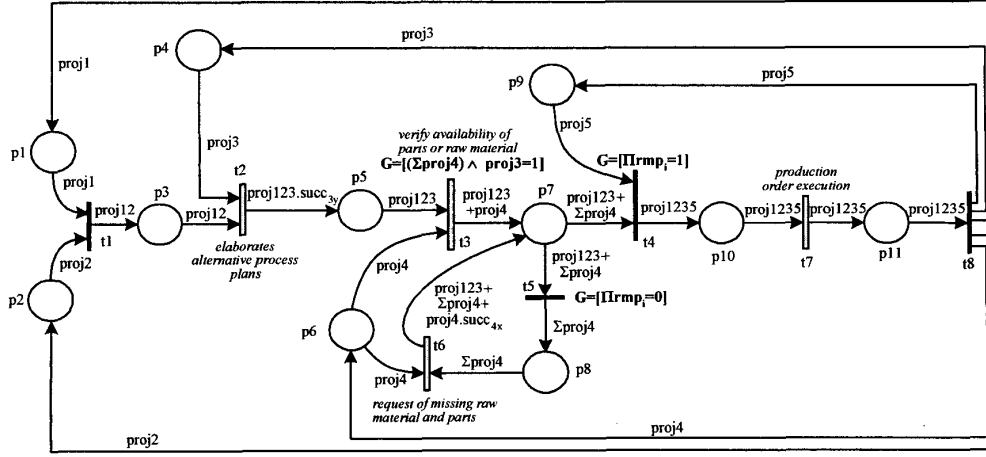 proj3
p4
proj1
proj5
p9
proj3
verify availability of
parts or raw material
G=[(Σproj4) ∧ proj3=1]
proj5
p1
G=[Πrmpᵢ=1]
t2
p5
proj1
production
order execution
p3
proj123.succ₃ᵧ
proj123
proj123
+proj4
p7
proj123+
Σproj4
proj12
proj12
proj1235
proj1235
proj1235
proj1235
t1
elaborates
alternative process
plans
t3
t4
p10
t7
p11
t8
proj2
p2
proj4
proj123+
Σproj4+
proj4.succ₄ₓ
proj123+
Σproj4
t5
G=[Πrmpᵢ=0]
p6
t6
Σproj4
proj4
Σproj4
p8
request of missing raw
material and parts
proj2
proj4